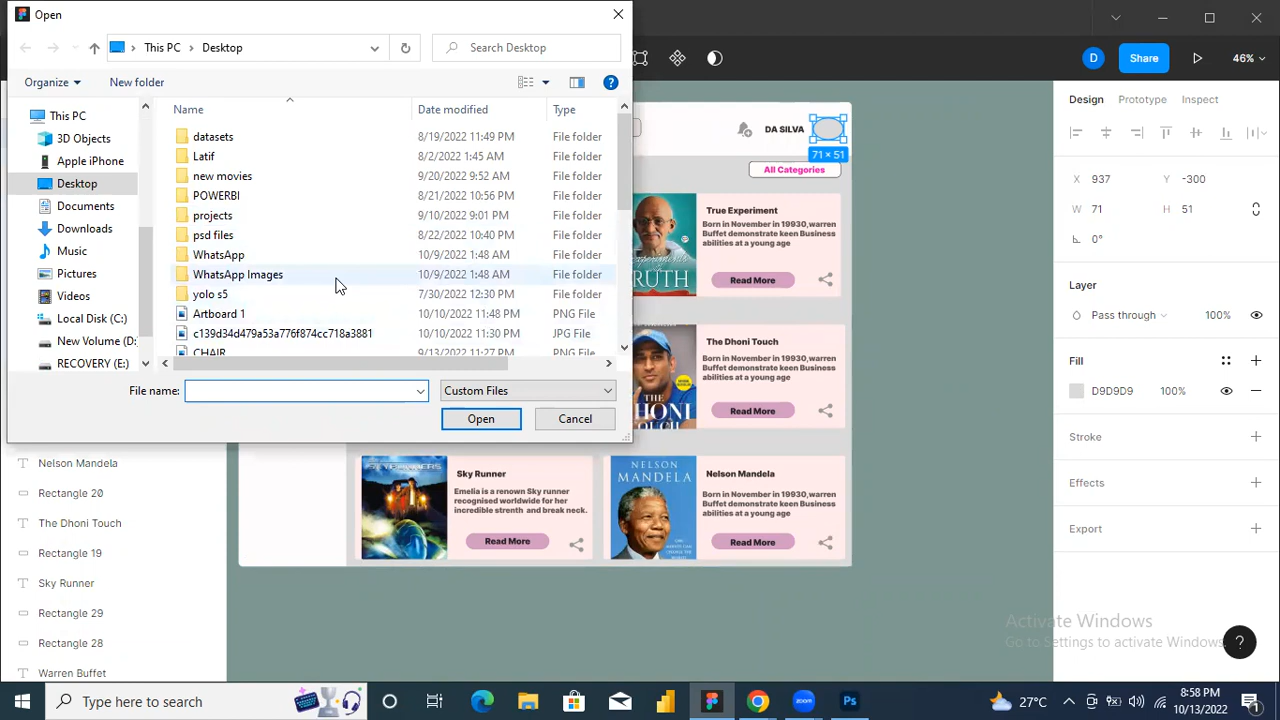 Open
This PC
Desktop
Search Desktop
Share
46%
D
Organize
New folder
Name
Date modified
Type
This PC
3D Objects
Apple iPhone
Desktop
Documents
Downloads
Music
Pictures
Videos
Local Disk (C:)
New Volume (D:
RECOVERY (E:)
datasets 8/19/2022 11:49 PM File folder
Latif 8/2/2022 1:45 AM File folder
new movies 9/20/2022 9:52 AM File folder
POWERBI 8/21/2022 10:56 PM File folder
projects 9/10/2022 9:01 PM File folder
psd files 8/22/2022 10:40 PM File folder
WhatsApp 10/9/2022 1:48 AM File folder
WhatsApp Images 10/9/2022 1:48 AM File folder
yolo s5 7/30/2022 12:30 PM File folder
Artboard 1 10/10/2022 11:48 PM PNG File
c139d34d479a53a776f874cc718a3881 10/10/2022 11:30 PM JPG File
CHAIR 9/13/2022 11:27 PM PNG File
File name:
Custom Files
Open
Cancel
DA SILVA
71 × 51
All Categories
True Experiment
Born in November in 19930,warren
Buffet demonstrate keen Business
abilities at a young age
Read More
The Dhoni Touch
Born in November in 19930,warren
Buffet demonstrate keen Business
abilities at a young age
Read More
Sky Runner
Emelia is a renown Sky runner
recognised worldwide for her
incredible strenth and break neck.
Read More
NELSON
MANDELA
Nelson Mandela
Born in November in 19930,warren
Buffet demonstrate keen Business
abilities at a young age
Read More
Nelson Mandela
Rectangle 20
The Dhoni Touch
Rectangle 19
Sky Runner
Rectangle 29
Rectangle 28
Warren Buffet
Design
Prototype
Inspect
X 937
Y -300
W 71
H 51
0°
Layer
Pass through
100%
Fill
D9D9D9
100%
Stroke
Effects
Export
Activate Windows
Go to Settings to activate Windows.
?
Type here to search
27°C
8:58 PM
10/13/2022